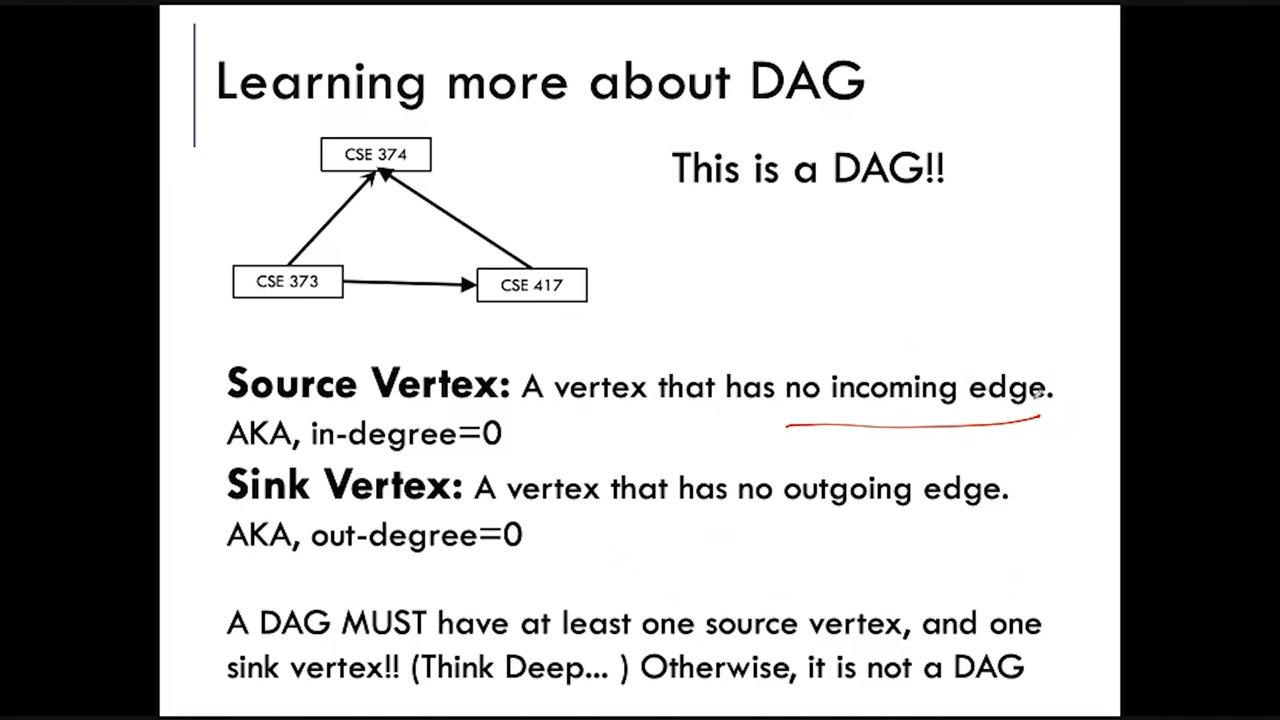 Learning more about DAG
CSE 374
This is a DAG!!
CSE 373
CSE 417
Source Vertex: A vertex that has no incoming edge.
AKA, in-degree=0
Sink Vertex: A vertex that has no outgoing edge.
AKA, out-degree=0
A DAG MUST have at least one source vertex, and one
sink vertex!! (Think Deep... ) Otherwise, it is not a DAG